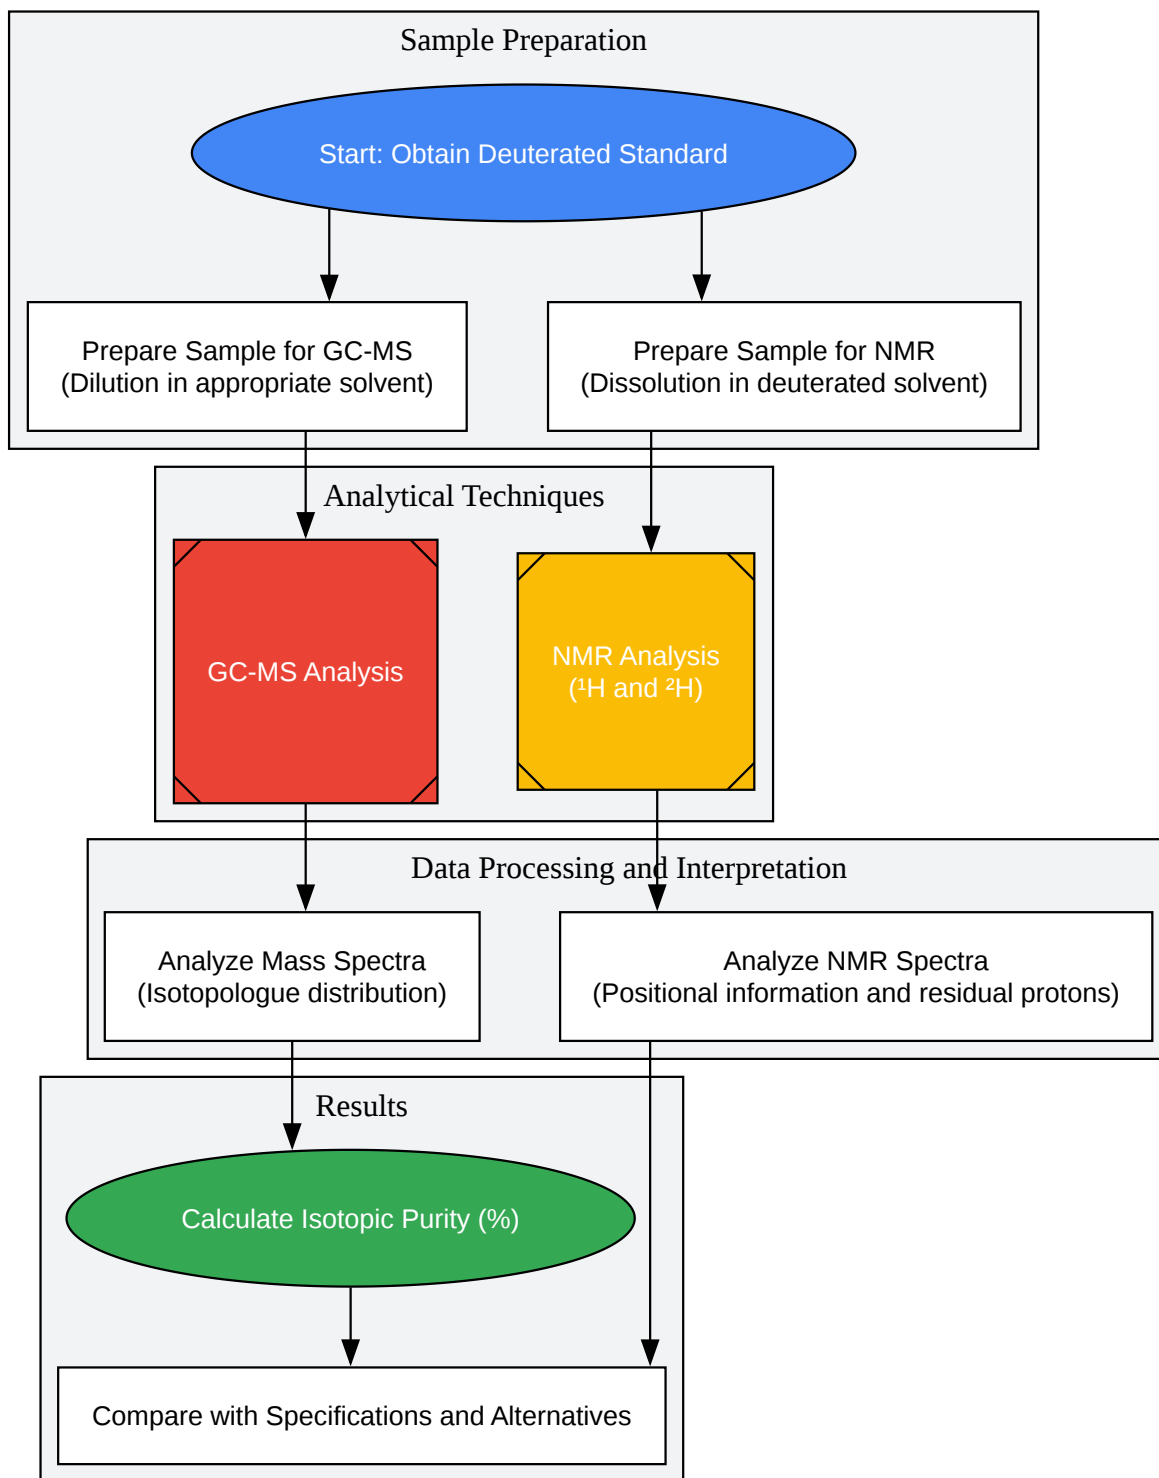 Sample Preparation
Start: Obtain Deuterated Standard
Prepare Sample for GC-MS
(Dilution in appropriate solvent)
Prepare Sample for NMR
(Dissolution in deuterated solvent)
Analytical Techniques
GC-MS Analysis
NMR Analysis
(¹H and ²H)
Data Processing and Interpretation
Analyze Mass Spectra
(Isotopologue distribution)
Analyze NMR Spectra
(Positional information and residual protons)
Results
Calculate Isotopic Purity (%)
Compare with Specifications and Alternatives